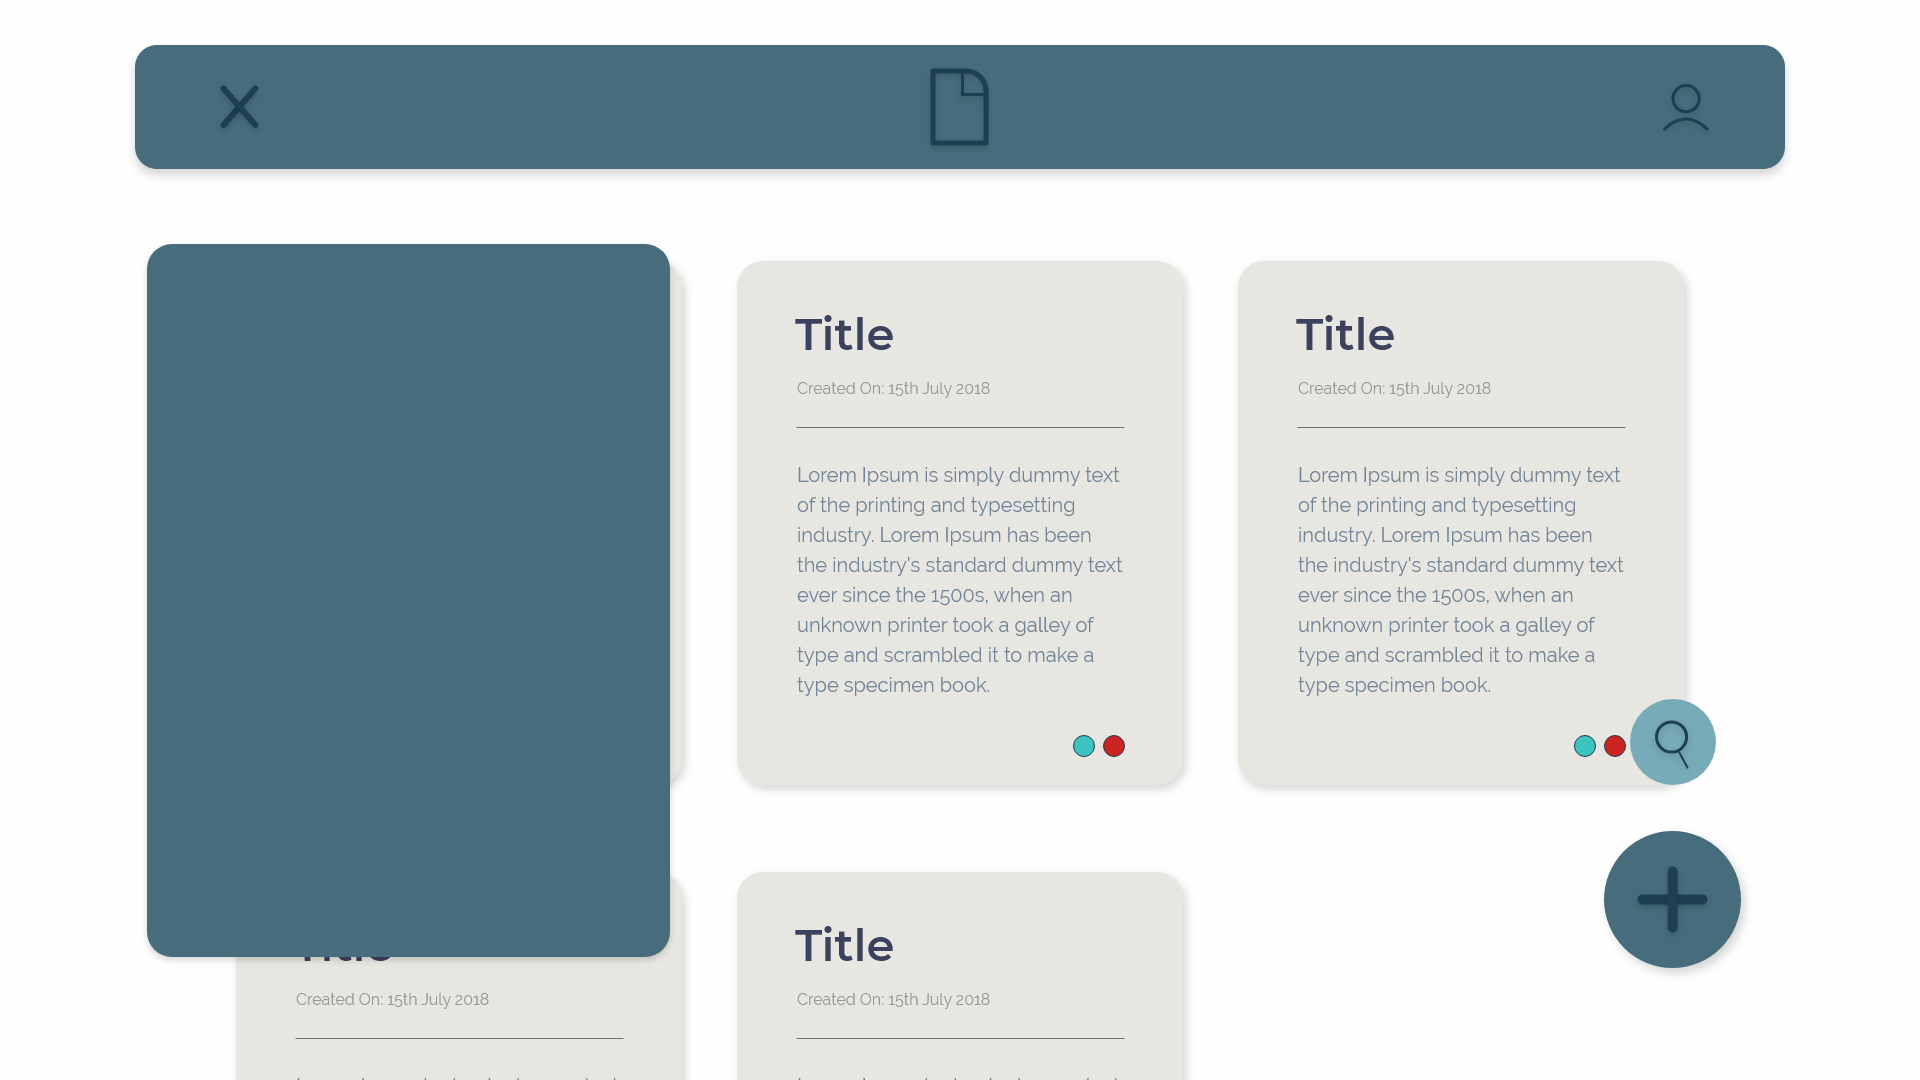 Title
Created On: 15th July 2018
Lorem Ipsum is simply dummy text
of the printing and typesetting
industry. Lorem Ipsum has been
the industry's standard dummy text
ever since the 1500s, when an
unknown printer took a galley of
type and scrambled it to make a
type specimen book.
Title
Created On: 15th July 2018
Lorem Ipsum is simply dummy text
of the printing and typesetting
industry. Lorem Ipsum has been
the industry's standard dummy text
ever since the 1500s, when an
unknown printer took a galley of
type and scrambled it to make a
type specimen book.
Created On: 15th July 2018
Title
Created On: 15th July 2018